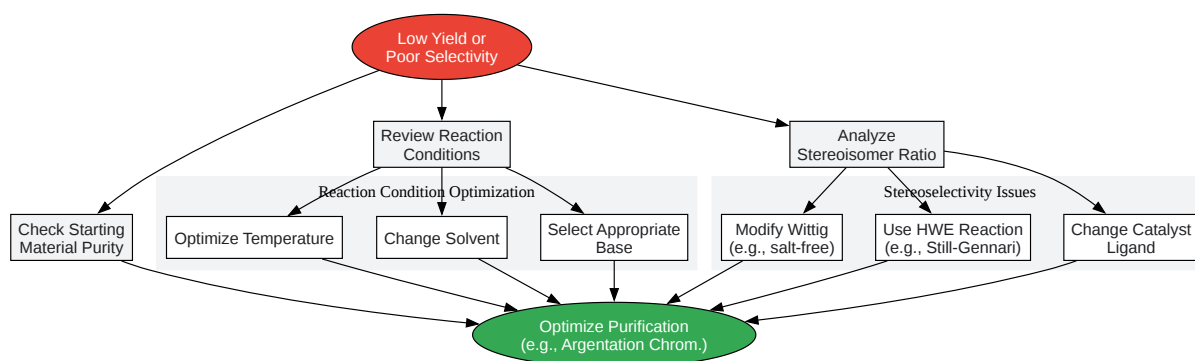 Low Yield or
Poor Selectivity
Review Reaction
Conditions
Analyze
Stereoisomer Ratio
Reaction Condition Optimization
Stereoselectivity Issues
Check Starting
Material Purity
Optimize Temperature
Change Solvent
Select Appropriate
Base
Modify Wittig
(e.g., salt-free)
Use HWE Reaction
(e.g., Still-Gennari)
Change Catalyst
Ligand
Optimize Purification
(e.g., Argentation Chrom.)